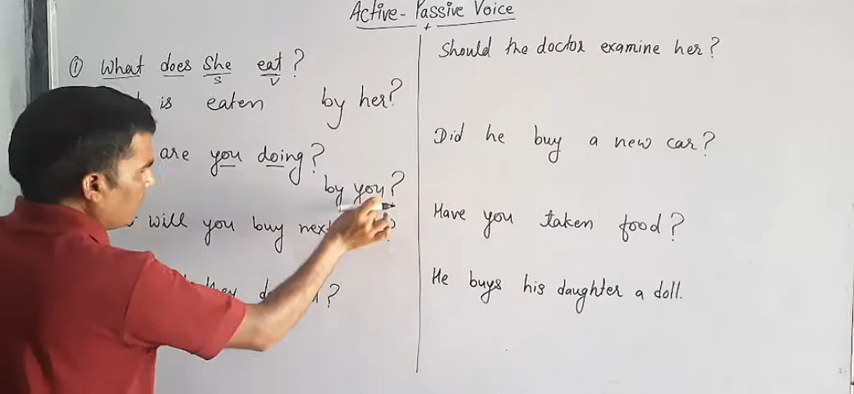 Active-Passive Voice
① What does She eat?
S V
is eaten by her?
are you doing?
by you?
will you buy
Should the doctor examine her?
Did he buy a new car?
Have you taken food?
He buys his daughter a doll.